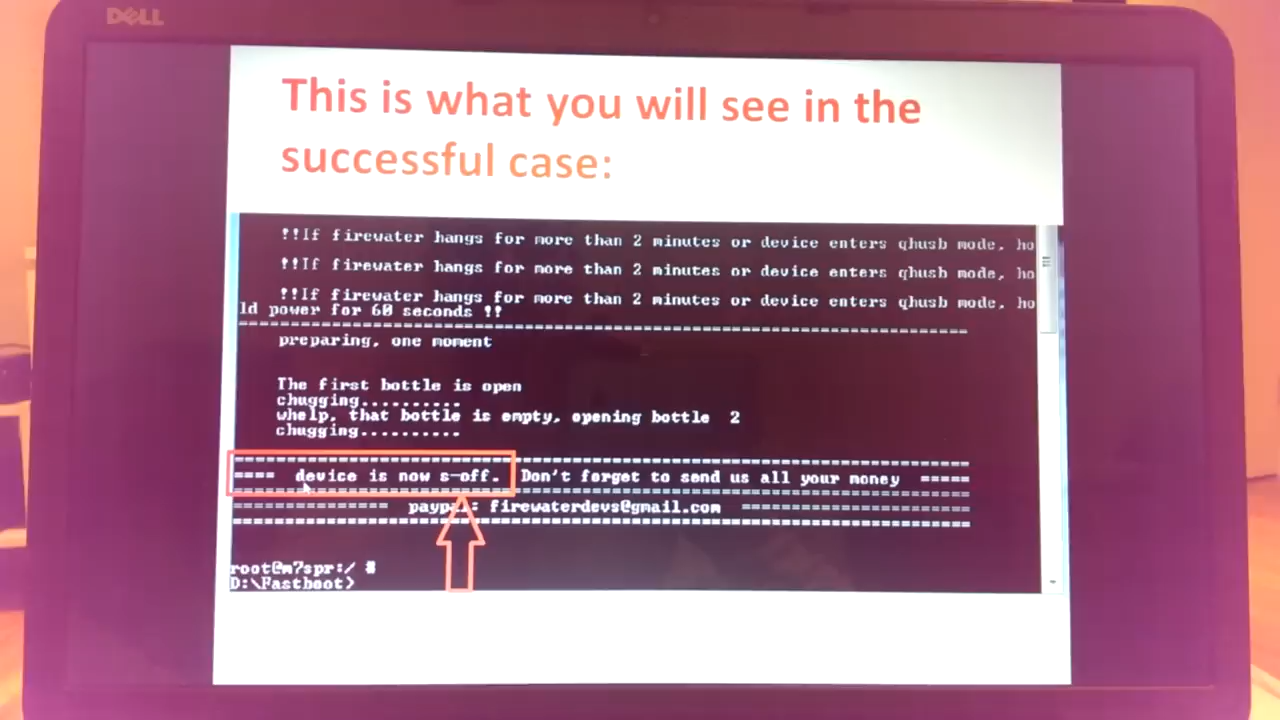 DELL
This is what you will see in the
successful case:
!!If firewater hangs for more than 2 minutes or device enters qhusb mode, ho
!!If firewater hangs for more than 2 minutes or device enters qhusb mode, ho
!!If firewater hangs for more than 2 minutes or device enters qhusb mode, ho
ld power for 60 seconds !!
==============================================================================
preparing, one moment
The first bottle is open
chugging..........
whelp, that bottle is empty, opening bottle 2
chugging..........
==============================================================================
==== device is now s-off. Don't forget to send us all your money =====
==============================================================================
================ paypal: firewaterdevs@gmail.com =======================
==============================================================================
root@m7spr:/ #
D:\Fastboot>